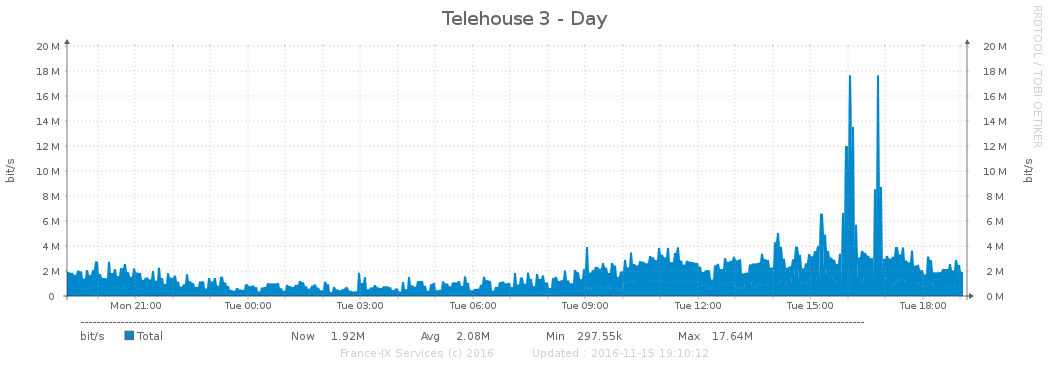 Telehouse 3 - Day
RRDTOOL / TOBI OETIKER
20 M 20 M
18 M 18 M
16 M 16 M
14 M 14 M
12 M 12 M
10 M 10 M
8 M 8 M
6 M 6 M
4 M 4 M
2 M 2 M
0 0 M
bit/s
bit/s
Mon 21:00 Tue 00:00 Tue 03:00 Tue 06:00 Tue 09:00 Tue 12:00 Tue 15:00 Tue 18:00
bit/s Total Now 1.92M Avg 2.08M Min 297.55k Max 17.64M
France-IX Services (c) 2016 Updated : 2016-11-15 19:10:12